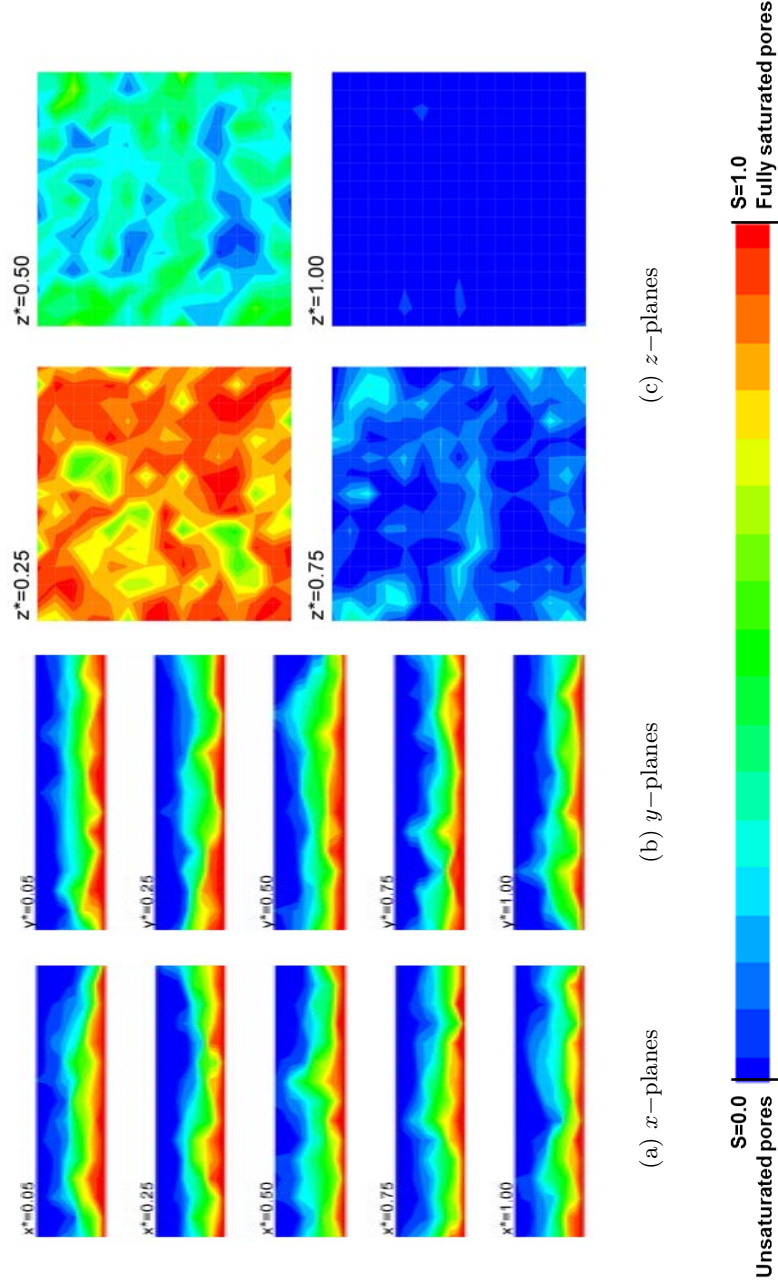 x*=0.05
x*=0.25
x*=0.50
x*=0.75
x*=1.00
(a) x−planes
y*=0.05
y*=0.25
y*=0.50
y*=0.75
y*=1.00
(b) y−planes
z*=0.25
z*=0.50
z*=0.75
z*=1.00
(c) z−planes
S=0.0
Unsaturated pores
S=1.0
Fully saturated pores